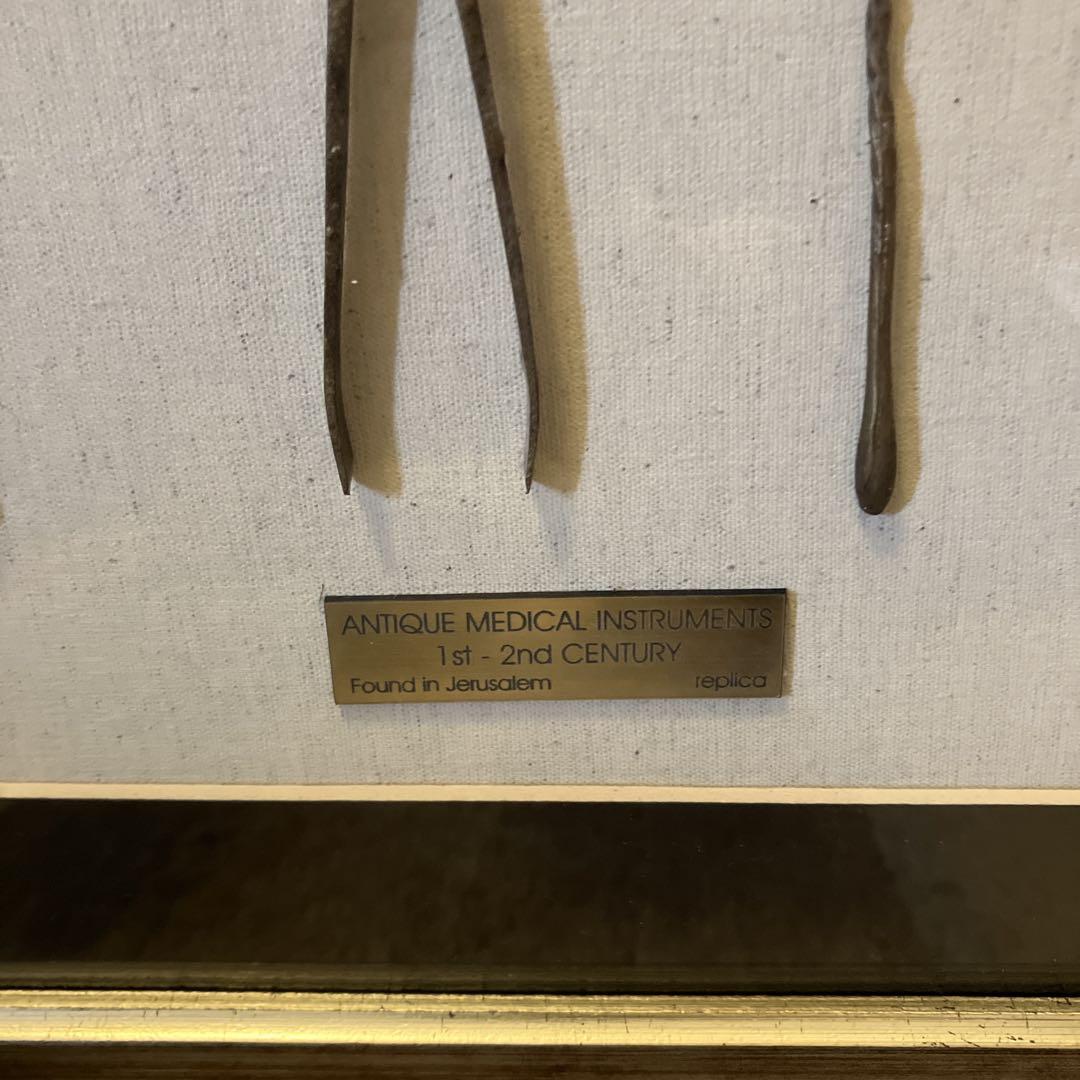 ANTIQUE MEDICAL INSTRUMENTS
1st - 2nd CENTURY
Found in Jerusalem replica